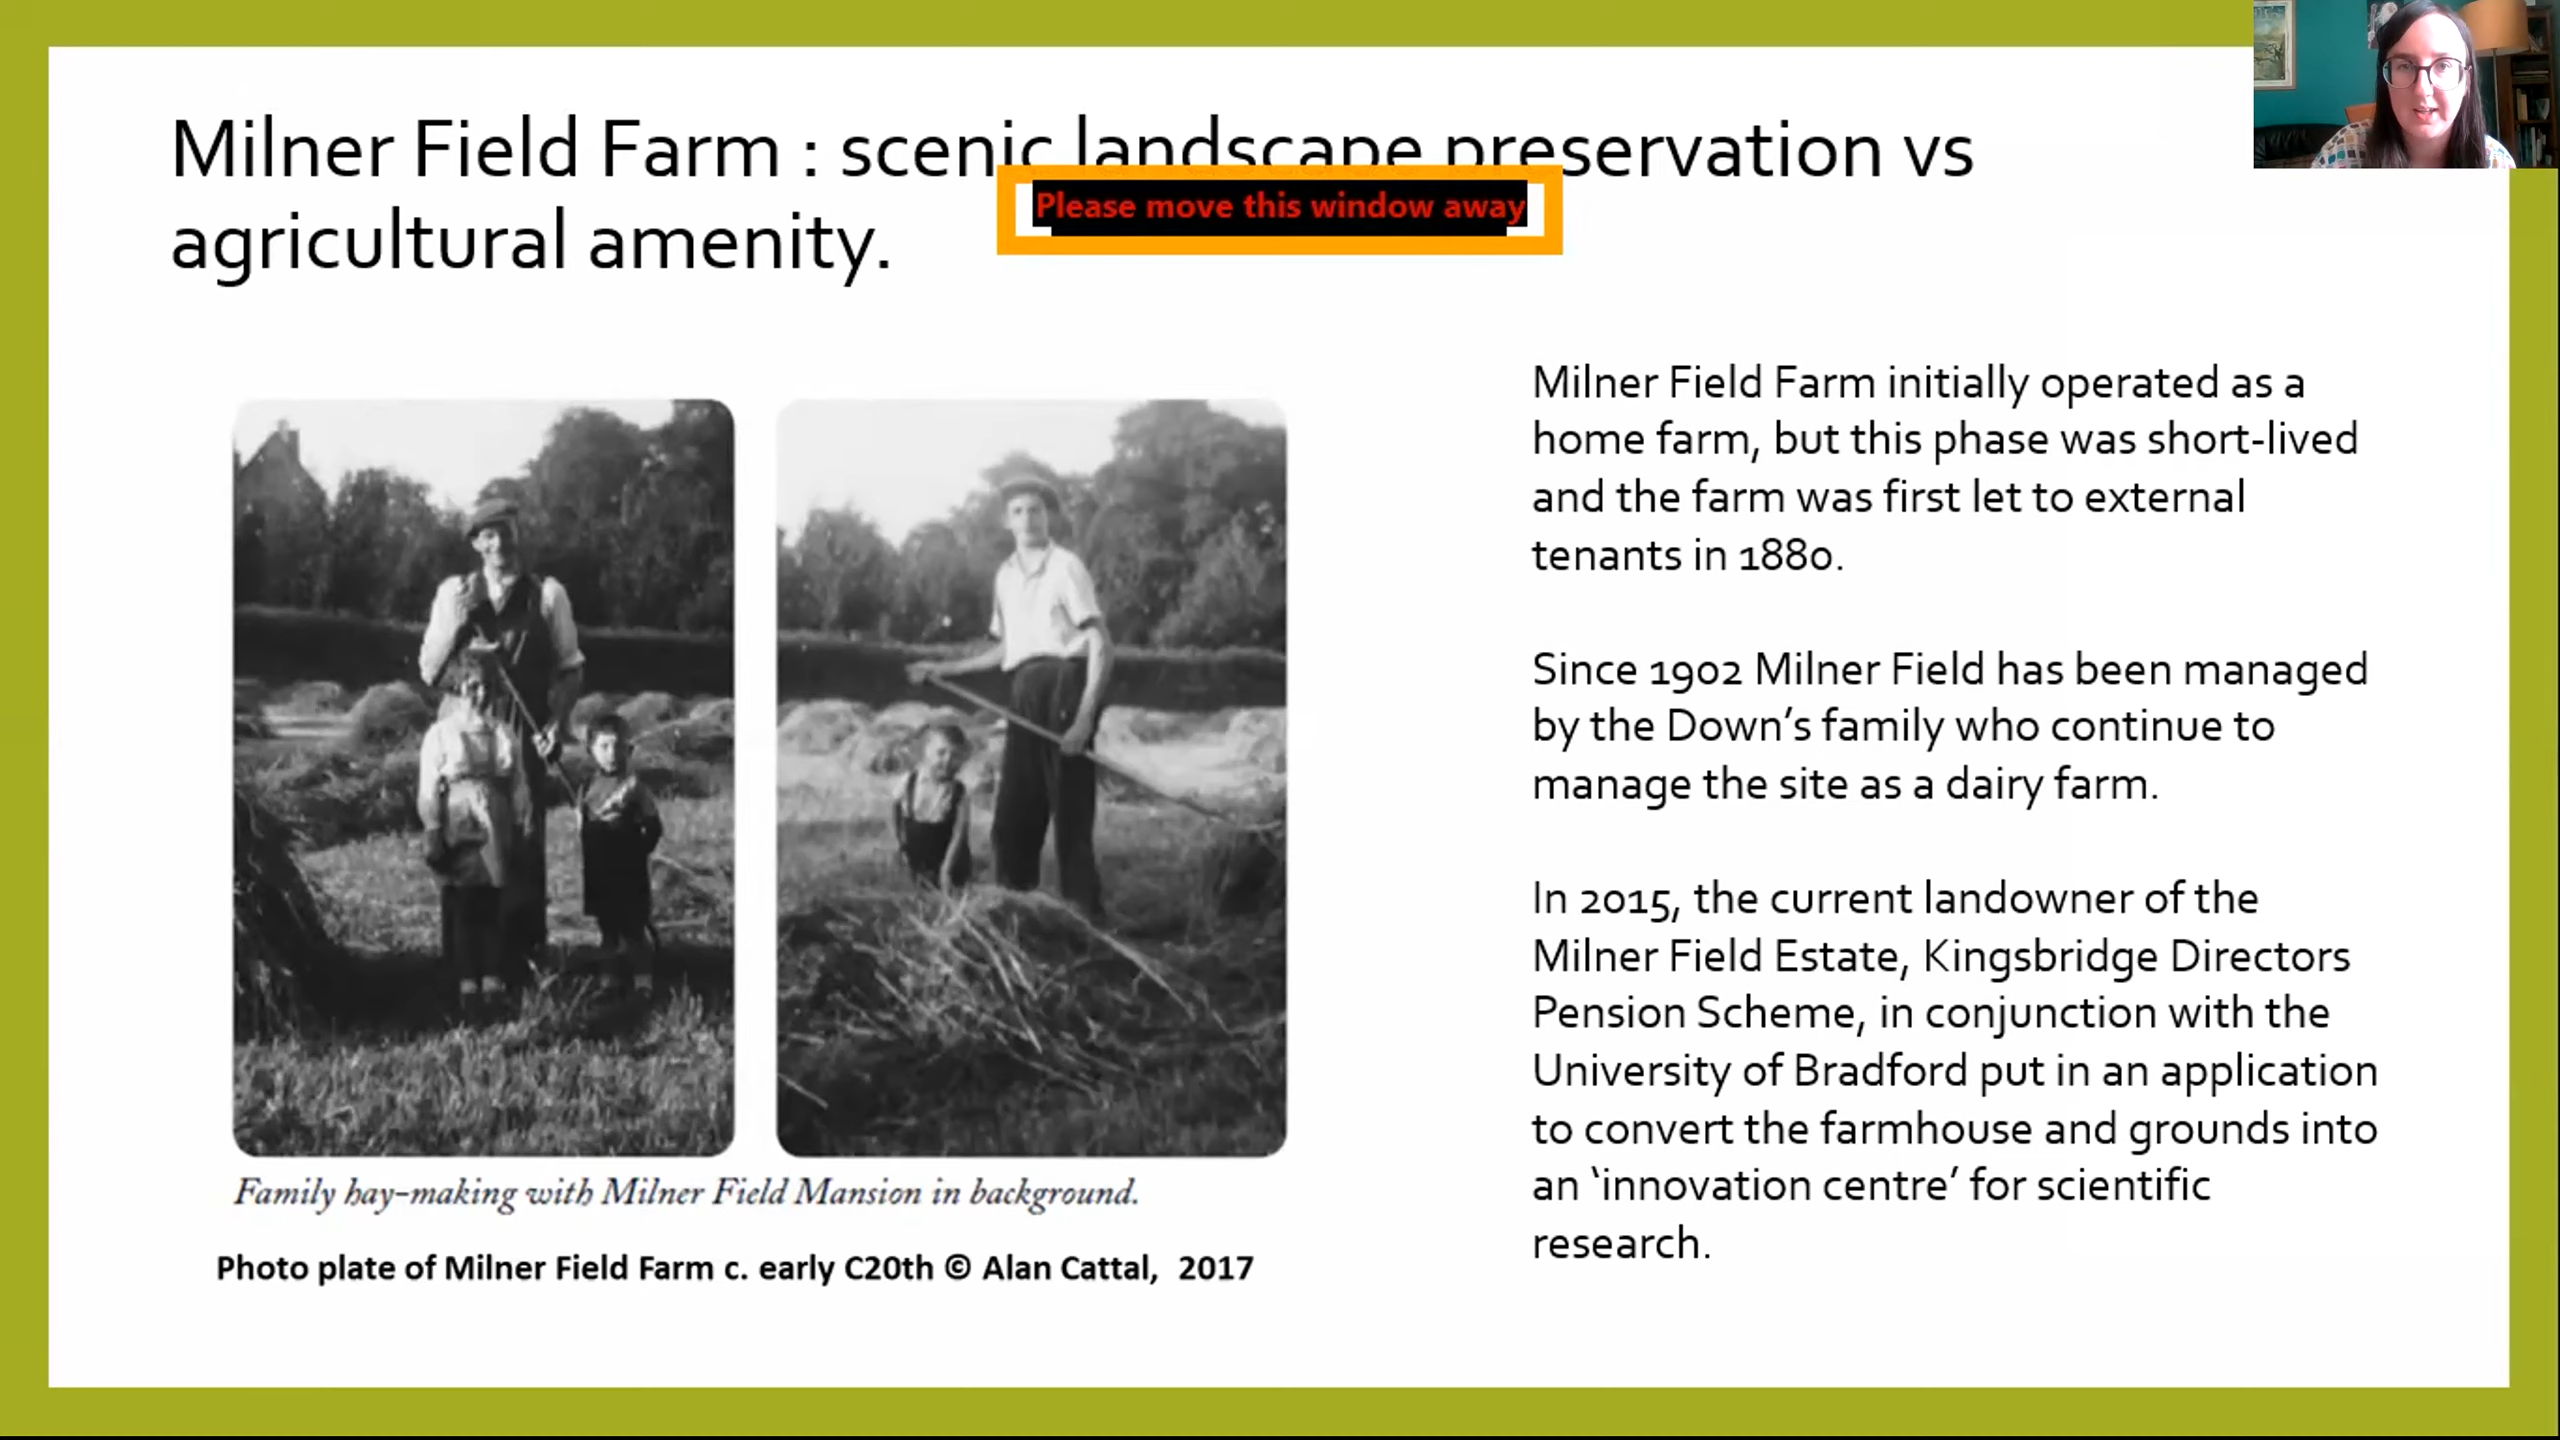 Milner Field Farm : scenic landscape preservation vs
Please move this window away
agricultural amenity.
Milner Field Farm initially operated as a
home farm, but this phase was short-lived
and the farm was first let to external
tenants in 1880.
Since 1902 Milner Field has been managed
by the Down’s family who continue to
manage the site as a dairy farm.
In 2015, the current landowner of the
Milner Field Estate, Kingsbridge Directors
Pension Scheme, in conjunction with the
University of Bradford put in an application
to convert the farmhouse and grounds into
an ‘innovation centre’ for scientific
research.
Family hay-making with Milner Field Mansion in background.
Photo plate of Milner Field Farm c. early C20th © Alan Cattal, 2017